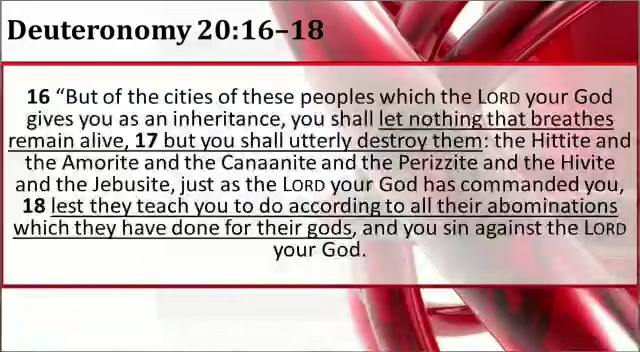 Deuteronomy 20:16–18
16 “But of the cities of these peoples which the LORD your God
gives you as an inheritance, you shall let nothing that breathes
remain alive, 17 but you shall utterly destroy them: the Hittite and
the Amorite and the Canaanite and the Perizzite and the Hivite
and the Jebusite, just as the LORD your God has commanded you,
18 lest they teach you to do according to all their abominations
which they have done for their gods, and you sin against the LORD
your God.